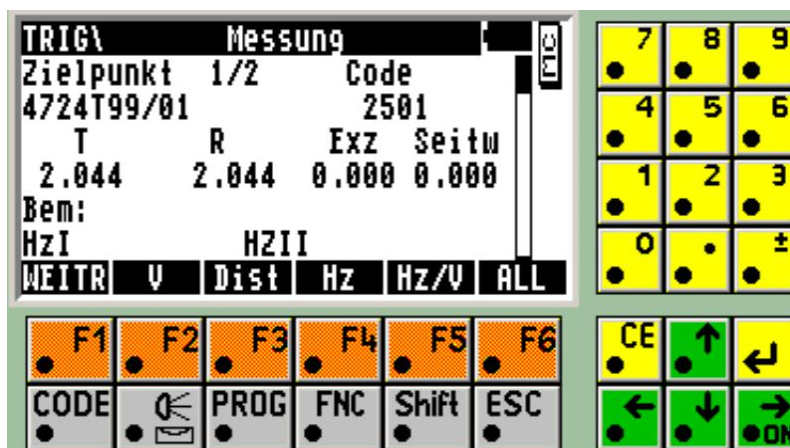 TRIG\ Messung MC
Zielpunkt 1/2 Code
4724T99/01 2501
T R Exz Seitw
2.044 2.044 0.000 0.000
Bem:
HzI HZII
WEITR V Dist Hz Hz/V ALL
7 8 9
4 5 6
1 2 3
0 . ±
F1 F2 F3 F4 F5 F6
CE
CODE PROG FNC Shift ESC
ON